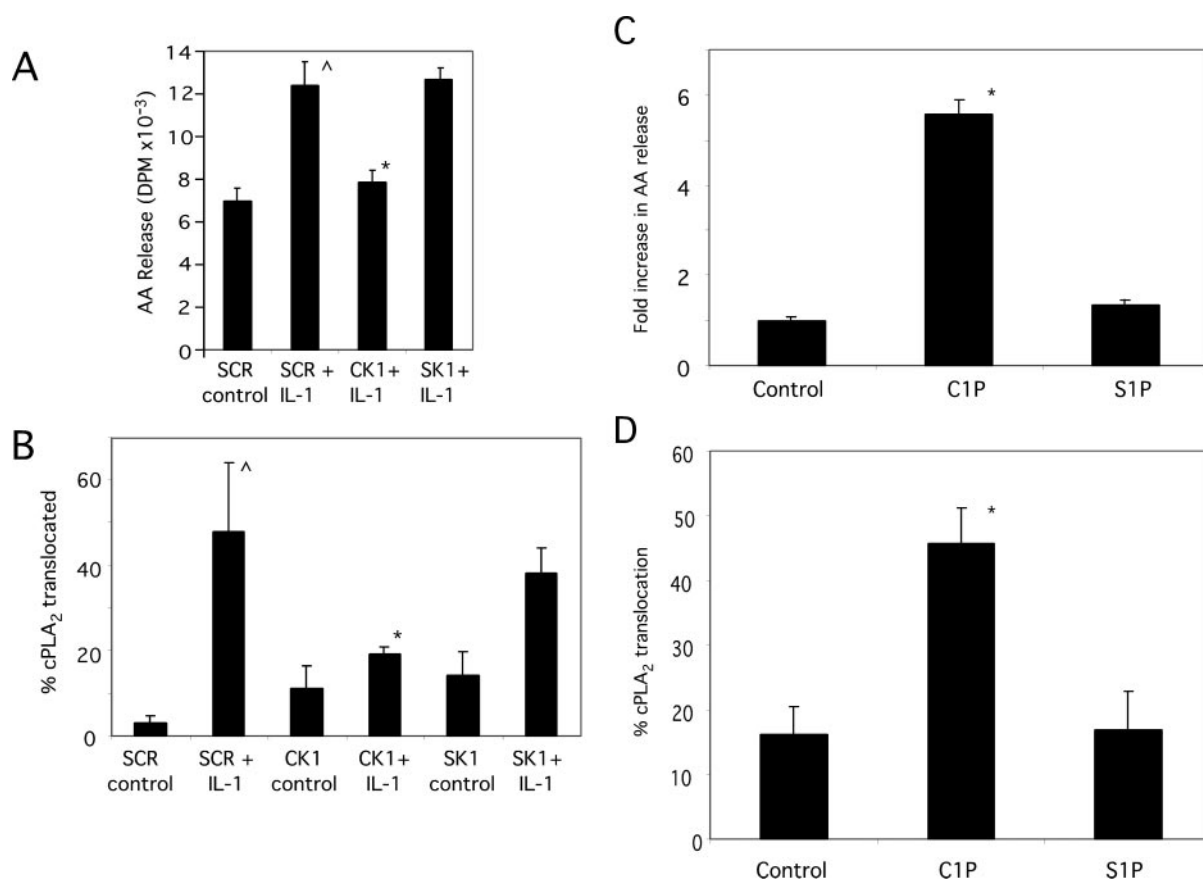 A
AA Release (DPM x10⁻³)
14
12
10
8
6
4
2
0
^
*
SCR SCR + CK1+ SK1+
control IL-1 IL-1 IL-1
B
% cPLA₂ translocated
60
40
20
0
^
*
SCR SCR + CK1 CK1+ SK1 SK1+
control IL-1 control IL-1 control IL-1
C
Fold increase in AA release
6
4
2
0
*
Control C1P S1P
D
% cPLA₂ translocation
60
50
40
30
20
10
0
*
Control C1P S1P